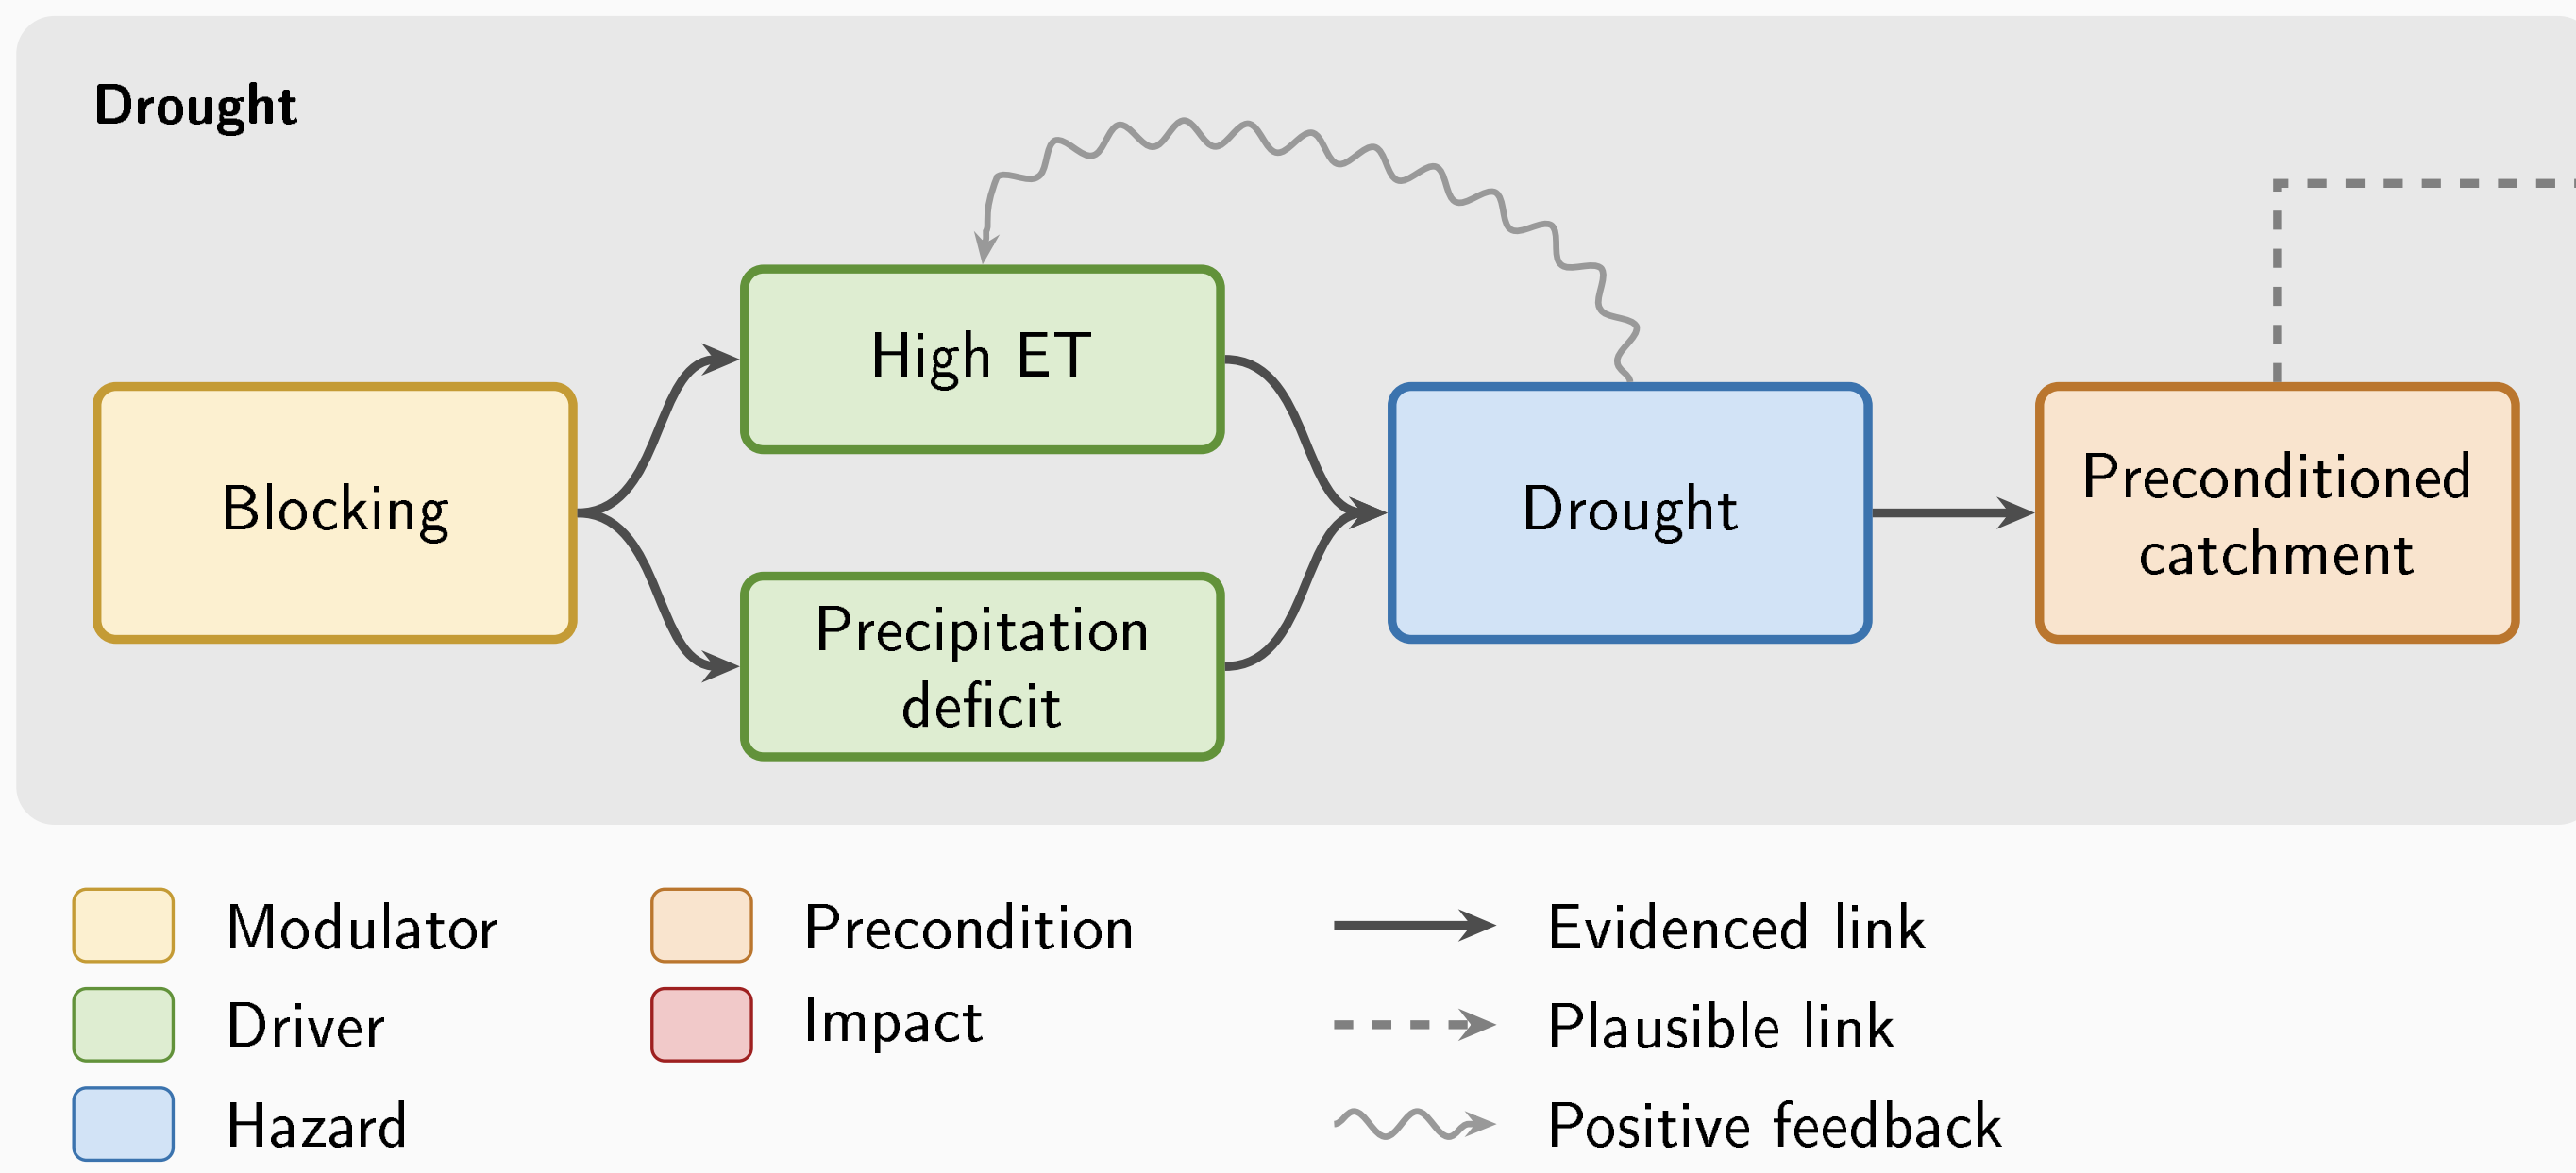 Drought
Blocking
High ET
Precipitation
deficit
Drought
Preconditioned
catchment
Modulator
Driver
Hazard
Precondition
Impact
Evidenced link
Plausible link
Positive feedback